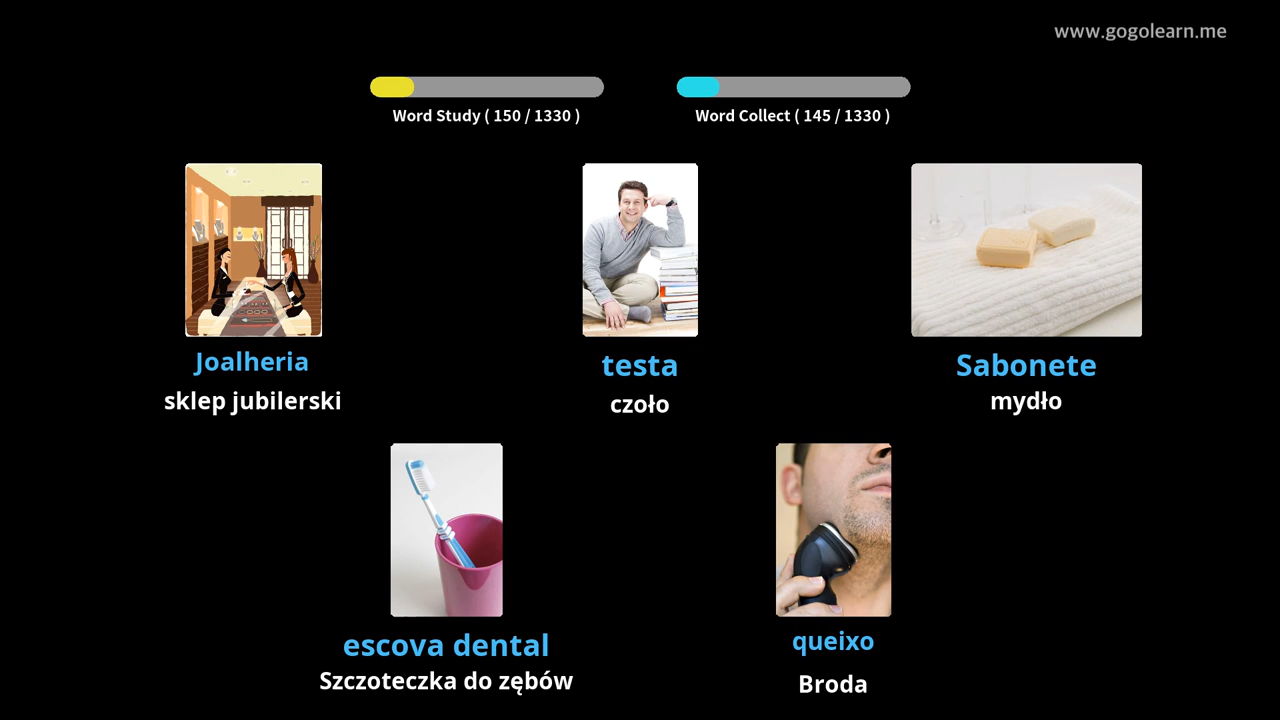 www.gogolearn.me
Word Study ( 150 / 1330 )
Word Collect ( 145 / 1330 )
Joalheria
sklep jubilerski
testa
czoło
Sabonete
mydło
escova dental
Szczoteczka do zębów
queixo
Broda